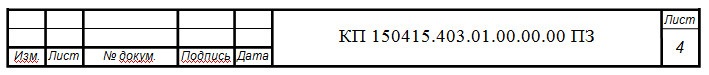 КП 150415.403.01.00.00.00 ПЗ
Лист
4
Изм. Лист № докум. Подпись Дата